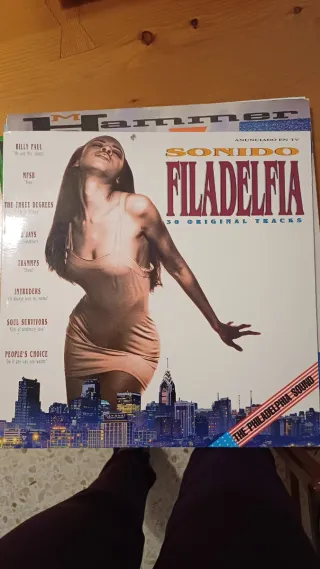 M
Hammer
ANUNCIADO EN TV
SONIDO
FILADELFIA
30 ORIGINAL TRACKS
BILLY PAUL
MFSB
THE THREE DEGREES
O'JAYS
TRAMMPS
INTRUDERS
SOUL SURVIVORS
PEOPLE'S CHOICE
THE PHILADELPHIA SOUND